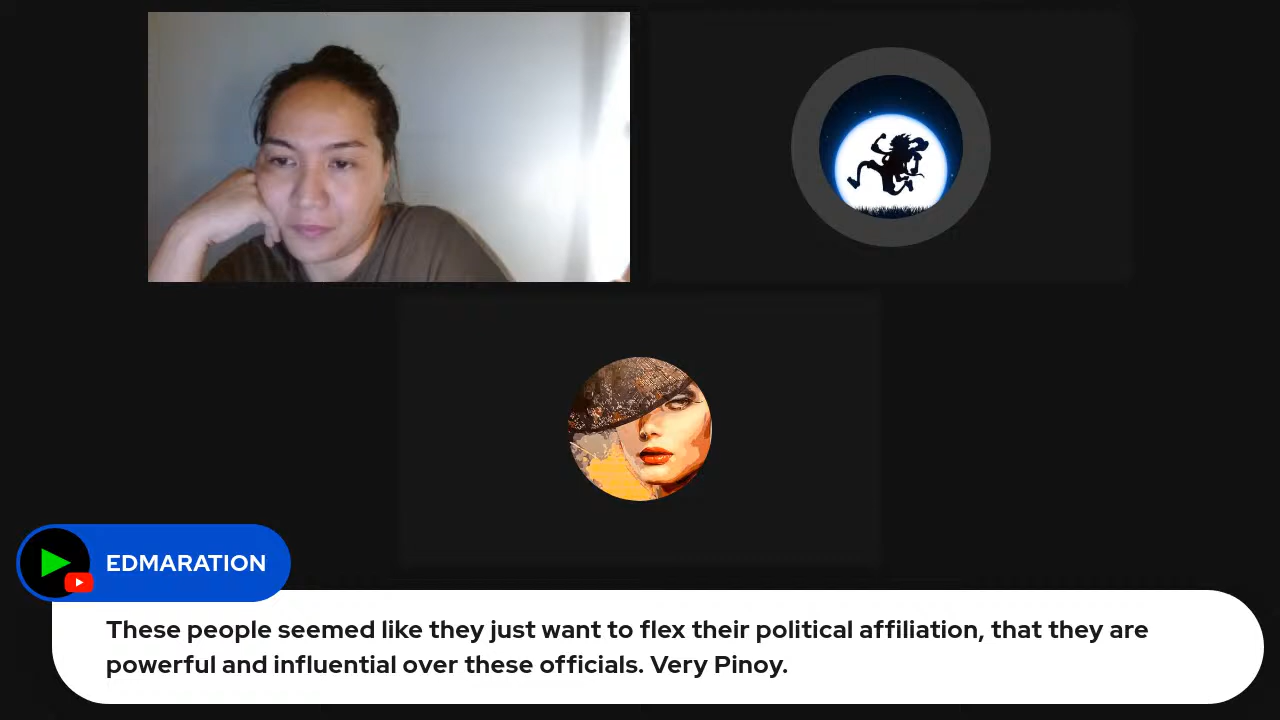 EDMARATION
These people seemed like they just want to flex their political affiliation, that they are
powerful and influential over these officials. Very Pinoy.